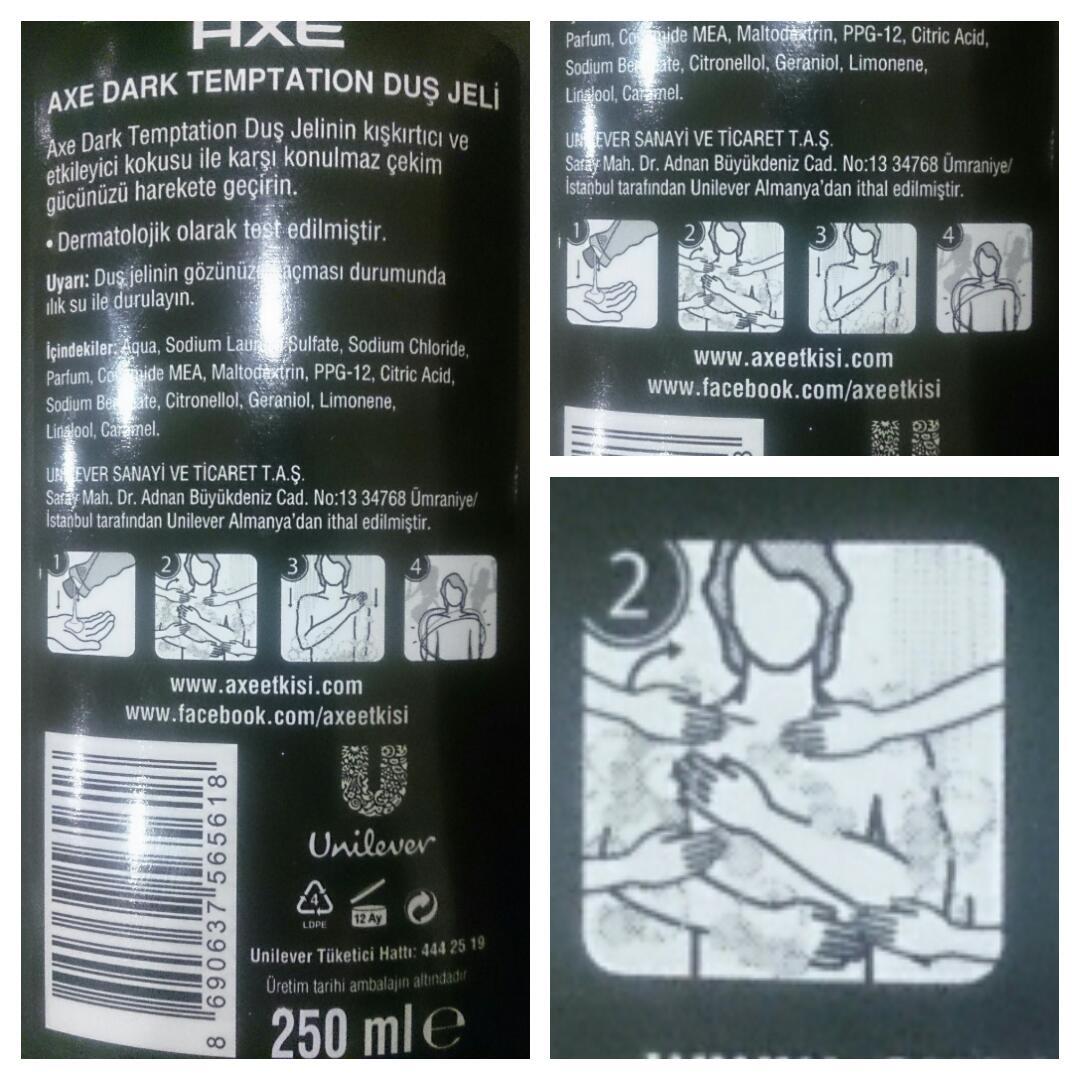 AXE
AXE DARK TEMPTATION DUŞ JELİ
Axe Dark Temptation Duş Jelinin kışkırtıcı ve
etkileyici kokusu ile karşı konulmaz çekim
gücünüzü harekete geçirin.
• Dermatolojik olarak test edilmiştir.
Uyarı: Duş jelinin gözünüze kaçması durumunda
ılık su ile durulayın.
İçindekiler: Aqua, Sodium Laureth Sulfate, Sodium Chloride,
Parfum, Cocamide MEA, Maltodextrin, PPG-12, Citric Acid,
Sodium Benzoate, Citronellol, Geraniol, Limonene,
Linalool, Caramel.
UNILEVER SANAYİ VE TİCARET T.A.Ş.
Saray Mah. Dr. Adnan Büyükdeniz Cad. No:13 34768 Ümraniye/
İstanbul tarafından Unilever Almanya'dan ithal edilmiştir.
1 2 3 4
www.axeetkisi.com
www.facebook.com/axeetkisi
8 690637 565618
Unilever
4
LDPE
12 Ay
Unilever Tüketici Hattı: 444 25 19
Üretim tarihi ambalajın altındadır
250 ml e
Parfum, Cocamide MEA, Maltodextrin, PPG-12, Citric Acid,
Sodium Benzoate, Citronellol, Geraniol, Limonene,
Linalool, Caramel.
UNILEVER SANAYİ VE TİCARET T.A.Ş.
Saray Mah. Dr. Adnan Büyükdeniz Cad. No:13 34768 Ümraniye/
İstanbul tarafından Unilever Almanya'dan ithal edilmiştir.
1 2 3 4
www.axeetkisi.com
www.facebook.com/axeetkisi
2